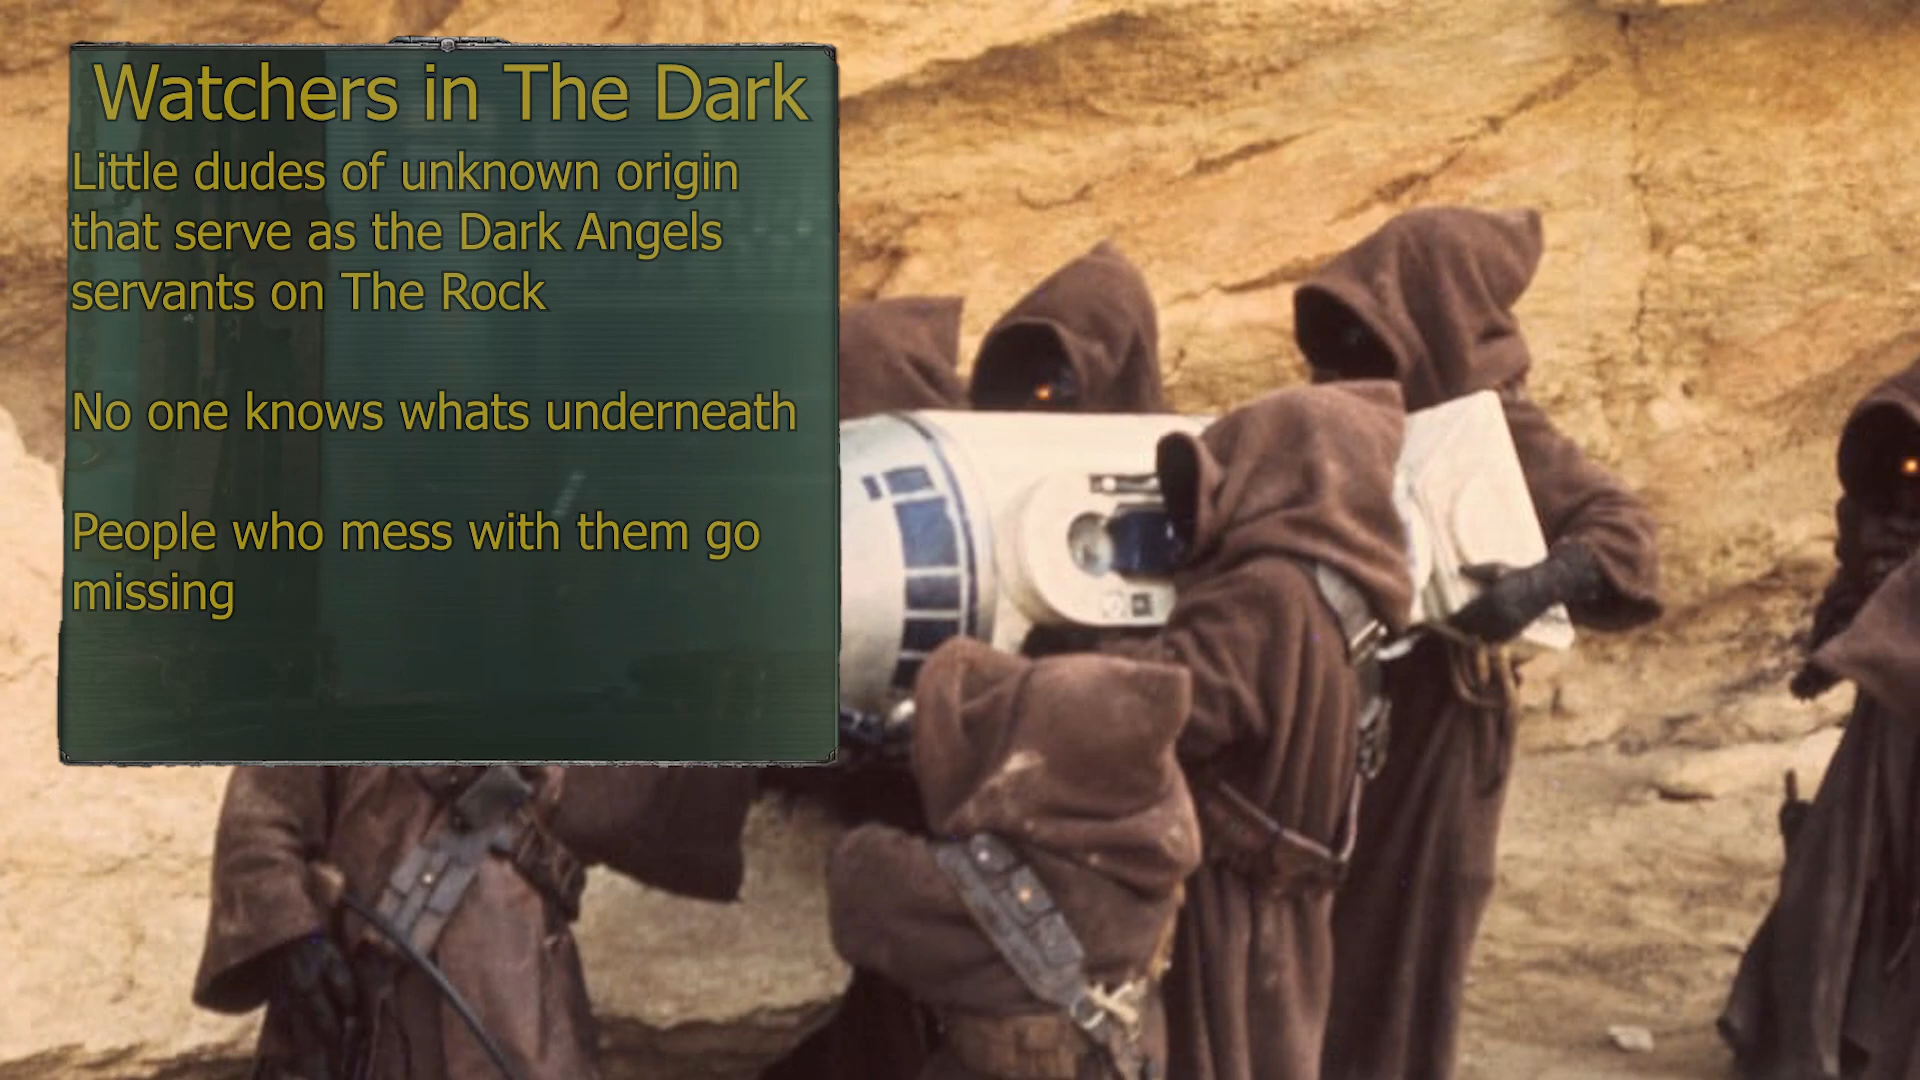 Watchers in The Dark
Little dudes of unknown origin
that serve as the Dark Angels
servants on The Rock
No one knows whats underneath
People who mess with them go
missing